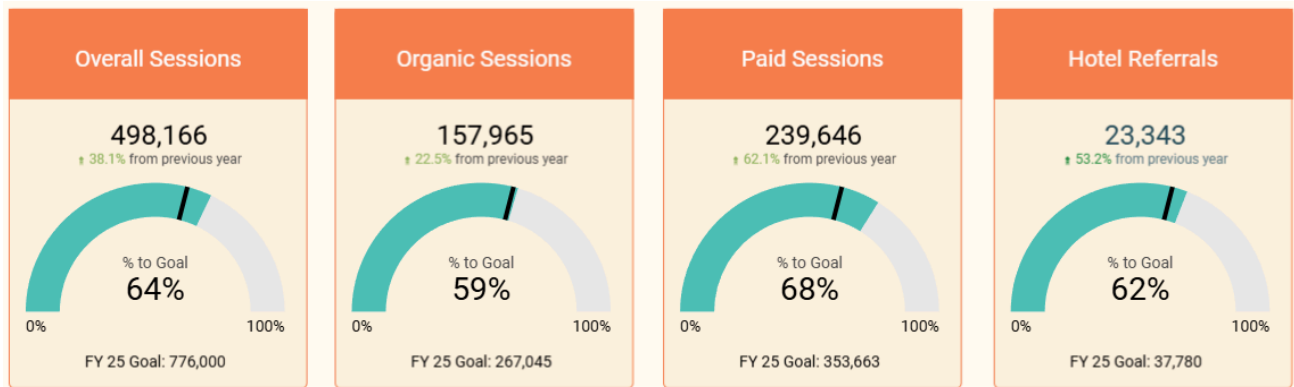 Overall Sessions
498,166
⬆ 38.1% from previous year
% to Goal
64%
0% 100%
FY 25 Goal: 776,000
Organic Sessions
157,965
⬆ 22.5% from previous year
% to Goal
59%
0% 100%
FY 25 Goal: 267,045
Paid Sessions
239,646
⬆ 62.1% from previous year
% to Goal
68%
0% 100%
FY 25 Goal: 353,663
Hotel Referrals
23,343
⬆ 53.2% from previous year
% to Goal
62%
0% 100%
FY 25 Goal: 37,780